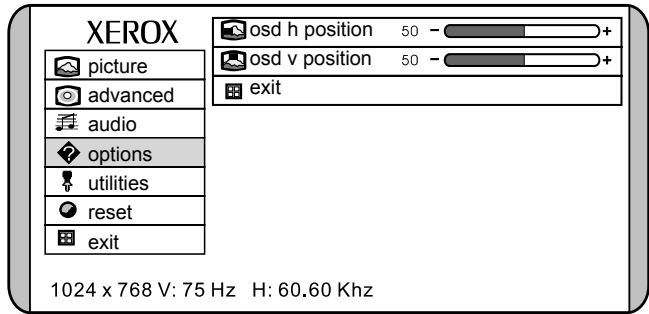 XEROX
picture
advanced
audio
options
utilities
reset
exit
osd h position 50 - +
osd v position 50 - +
exit
1024 x 768 V: 75 Hz H: 60.60 Khz